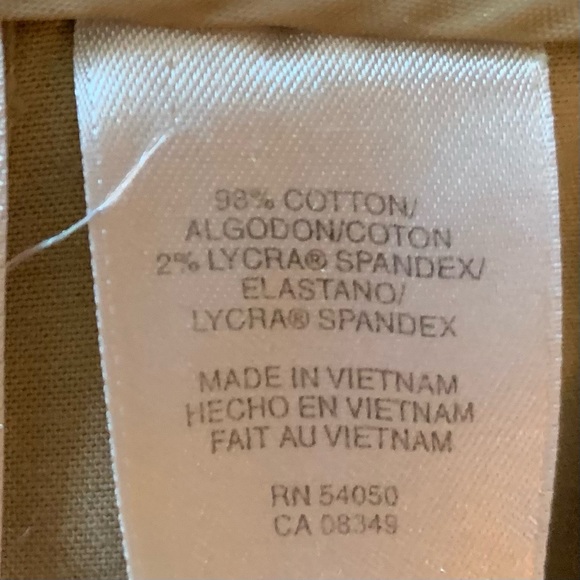 98% COTTON/
ALGODON/COTON
2% LYCRA® SPANDEX/
ELASTANO/
LYCRA® SPANDEX
MADE IN VIETNAM
HECHO EN VIETNAM
FAIT AU VIETNAM
RN 54050
CA 08349